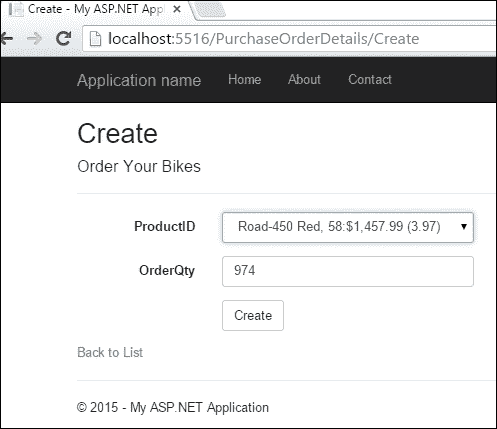 Create - My ASP.NET Appl
localhost:5516/PurchaseOrderDetails/Create
Application name Home About Contact
Create
Order Your Bikes
ProductID Road-450 Red, 58:$1,457.99 (3.97)
OrderQty 974
Create
Back to List
© 2015 - My ASP.NET Application